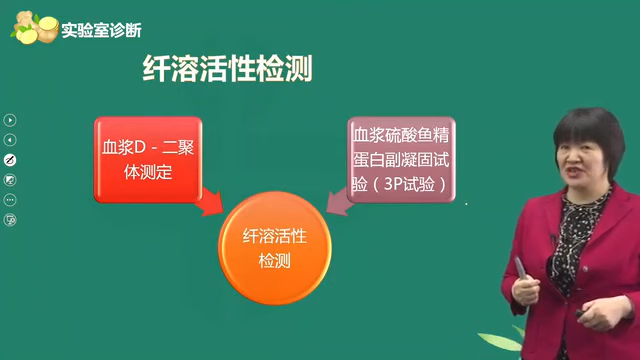 实验室诊断
纤溶活性检测
血浆D-二聚
体测定
血浆硫酸鱼精
蛋白副凝固试
验（3P试验）
纤溶活性
检测